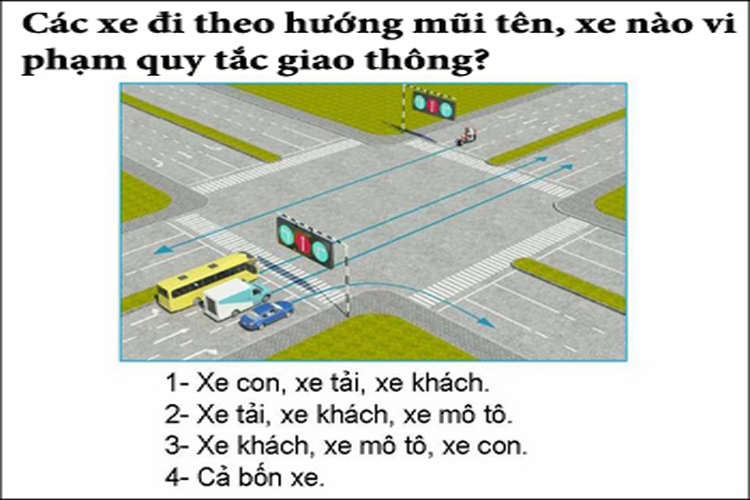 Các xe đi theo hướng mũi tên, xe nào vi
phạm quy tắc giao thông?
1- Xe con, xe tải, xe khách.
2- Xe tải, xe khách, xe mô tô.
3- Xe khách, xe mô tô, xe con.
4- Cả bốn xe.